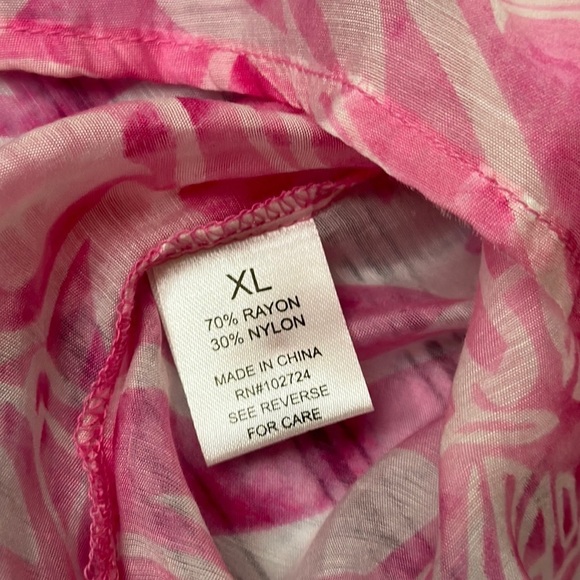 XL
70% RAYON
30% NYLON
MADE IN CHINA
RN#102724
SEE REVERSE
FOR CARE